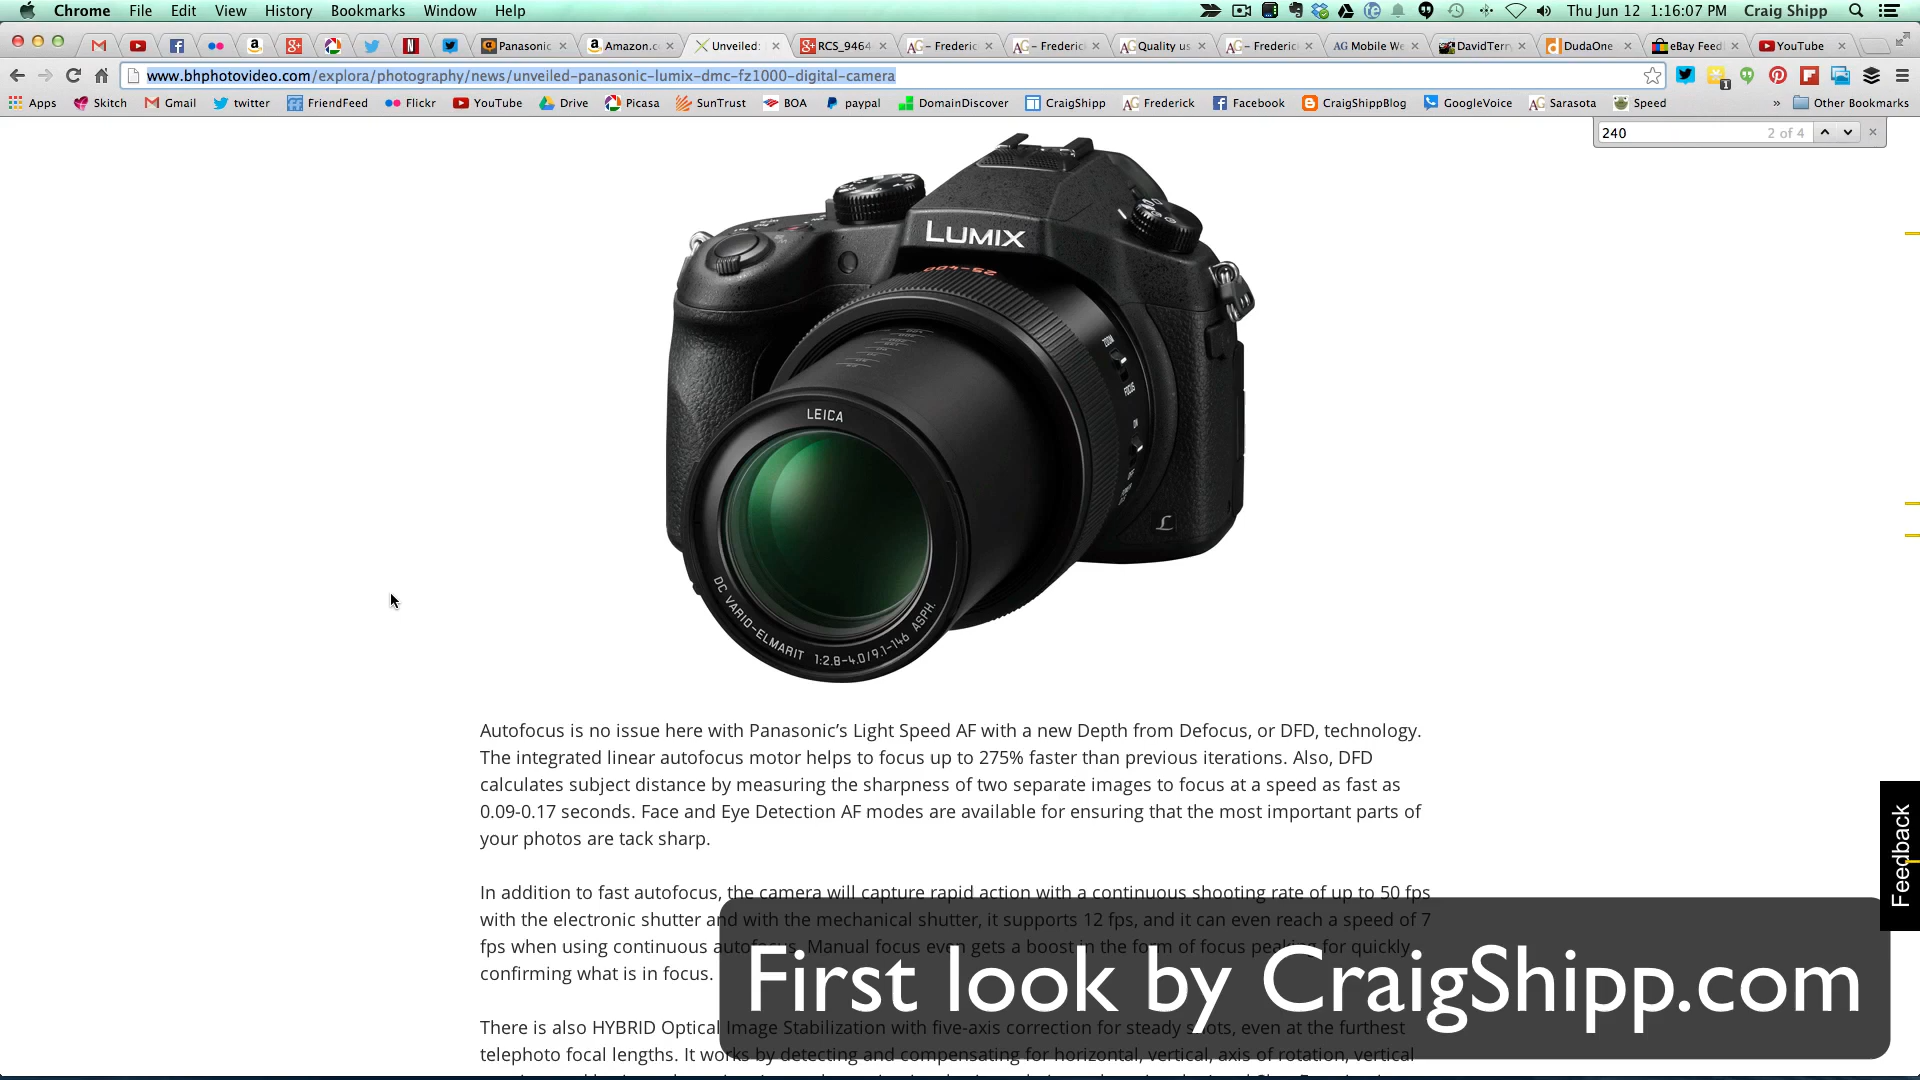 Chrome File Edit View History Bookmarks Window Help Thu Jun 12 1:16:07 PM Craig Shipp
Panasonic Amazon.c Unveiled: RCS_9464 – Frederic – Frederic Quality us – Frederic Mobile We DavidTerry DudaOne eBay Feed YouTube
www.bhphotovideo.com/explora/photography/news/unveiled-panasonic-lumix-dmc-fz1000-digital-camera
Apps Skitch Gmail twitter FriendFeed Flickr YouTube Drive Picasa SunTrust BOA paypal DomainDiscover CraigShipp Frederick Facebook CraigShippBlog GoogleVoice Sarasota Speed » Other Bookmarks
240 2 of 4
LUMIX
25-400
ZOOM
FOCUS
LEICA
DC VARIO-ELMARIT 1:2.8-4.0/9.1-146 ASPH.
Autofocus is no issue here with Panasonic’s Light Speed AF with a new Depth from Defocus, or DFD, technology.
The integrated linear autofocus motor helps to focus up to 275% faster than previous iterations. Also, DFD
calculates subject distance by measuring the sharpness of two separate images to focus at a speed as fast as
0.09-0.17 seconds. Face and Eye Detection AF modes are available for ensuring that the most important parts of
your photos are tack sharp.
Feedback
In addition to fast autofocus, the camera will capture rapid action with a continuous shooting rate of up to 50 fps
with the electronic shutter and with the mechanical shutter, it supports 12 fps, and it can even reach a speed of 7
fps when using continuous autofocus. Manual focus even gets a boost in the form of focus peaking for quickly
confirming what is in focus.
First look by CraigShipp.com
There is also HYBRID Optical Image Stabilization with five-axis correction for steady shots, even at the furthest
telephoto focal lengths. It works by detecting and compensating for horizontal, vertical, axis of rotation, vertical